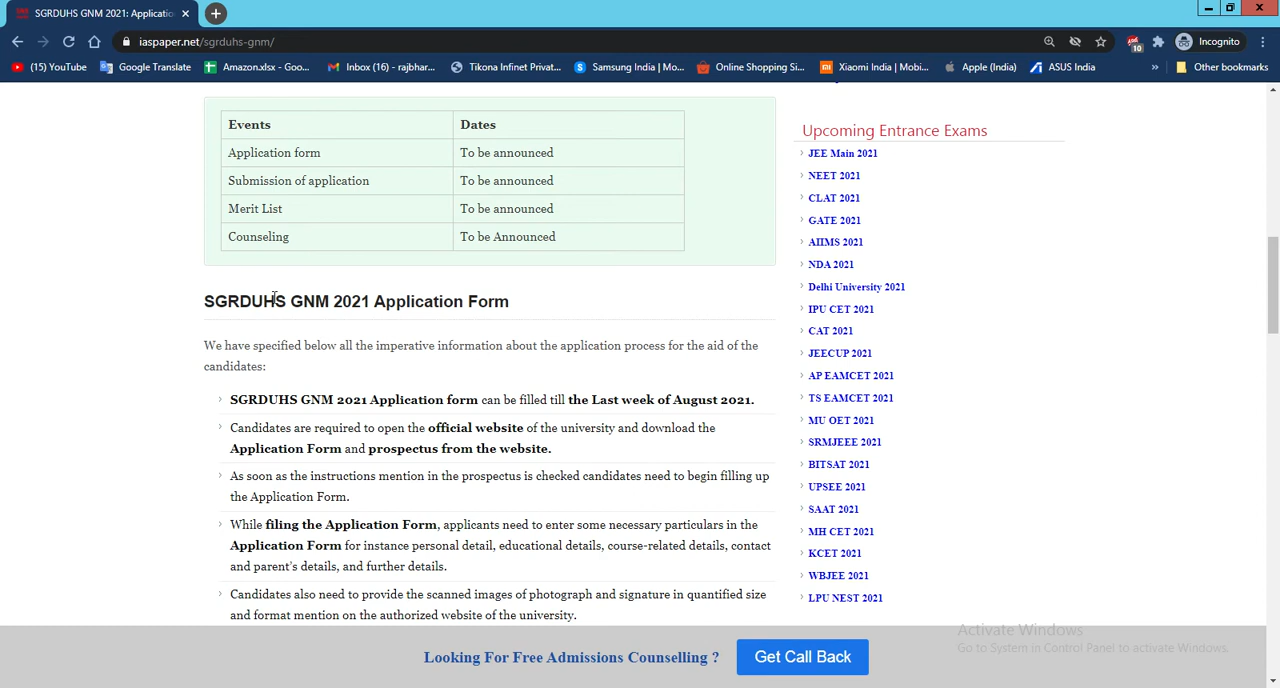 SGRDUHS GNM 2021: Applicatio
iaspaper.net/sgrduhs-gnm/
10
Incognito
(15) YouTube
Google Translate
Amazon.xlsx - Goo...
Inbox (16) - rajbhar...
Tikona Infinet Privat...
Samsung India | Mo...
Online Shopping Si...
Xiaomi India | Mobi...
Apple (India)
ASUS India
»
Other bookmarks
Events Dates
Application form To be announced
Submission of application To be announced
Merit List To be announced
Counseling To be Announced
SGRDUHS GNM 2021 Application Form
We have specified below all the imperative information about the application process for the aid of the
candidates:
SGRDUHS GNM 2021 Application form can be filled till the Last week of August 2021.
Candidates are required to open the official website of the university and download the
Application Form and prospectus from the website.
As soon as the instructions mention in the prospectus is checked candidates need to begin filling up
the Application Form.
While filing the Application Form, applicants need to enter some necessary particulars in the
Application Form for instance personal detail, educational details, course-related details, contact
and parent's details, and further details.
Candidates also need to provide the scanned images of photograph and signature in quantified size
and format mention on the authorized website of the university.
Upcoming Entrance Exams
JEE Main 2021
NEET 2021
CLAT 2021
GATE 2021
AIIMS 2021
NDA 2021
Delhi University 2021
IPU CET 2021
CAT 2021
JEECUP 2021
AP EAMCET 2021
TS EAMCET 2021
MU OET 2021
SRMJEEE 2021
BITSAT 2021
UPSEE 2021
SAAT 2021
MH CET 2021
KCET 2021
WBJEE 2021
LPU NEST 2021
Looking For Free Admissions Counselling ?
Get Call Back
Activate Windows
Go to System in Control Panel to activate Windows.